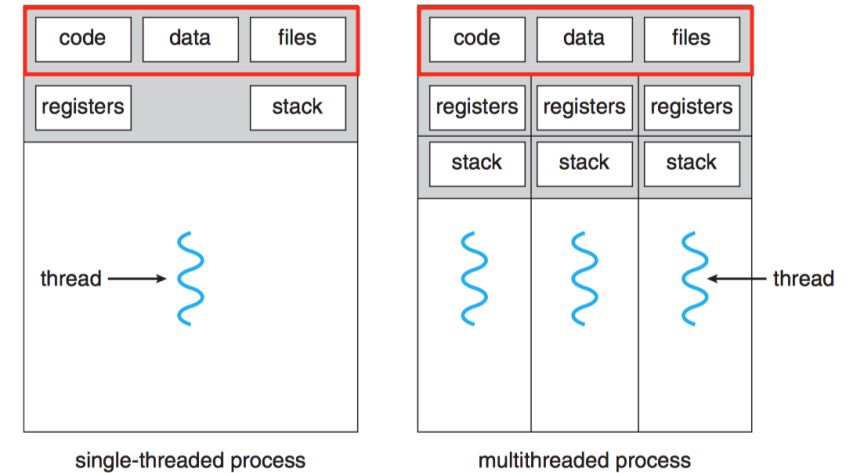 code data files
registers stack
thread
single-threaded process
code data files
registers registers registers
stack stack stack
thread
multithreaded process